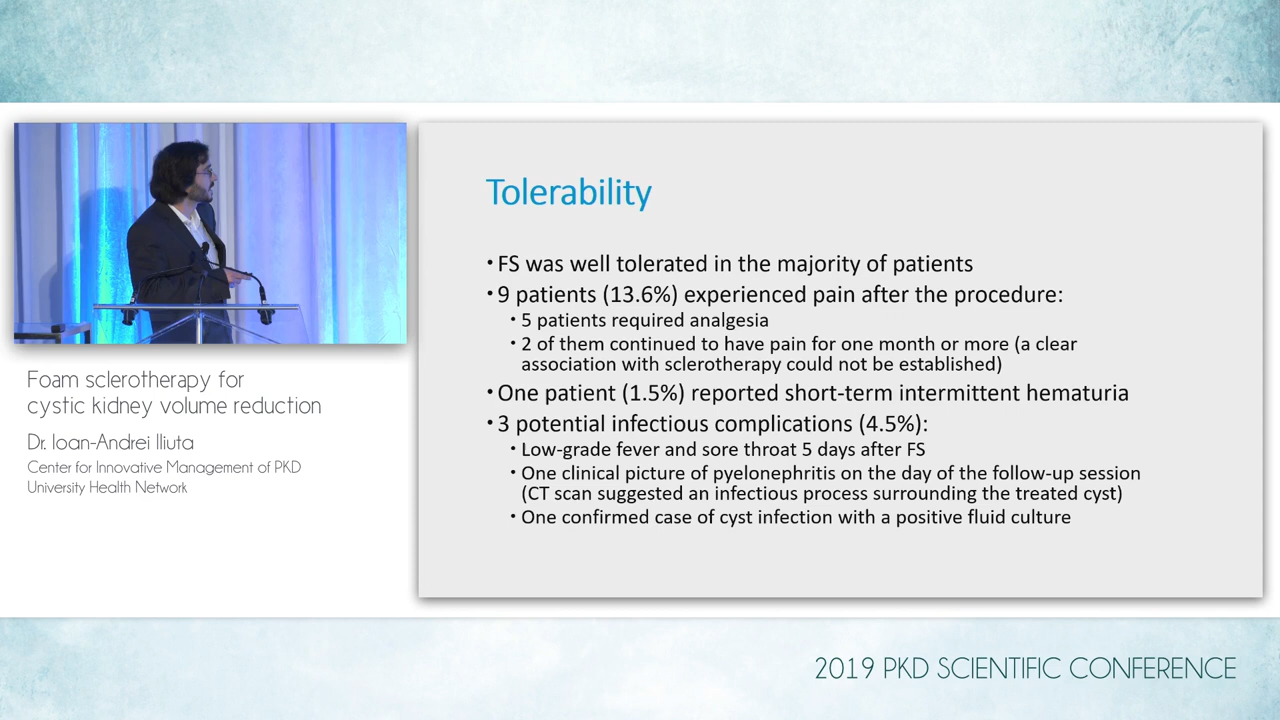 Tolerability
• FS was well tolerated in the majority of patients
• 9 patients (13.6%) experienced pain after the procedure:
• 5 patients required analgesia
• 2 of them continued to have pain for one month or more (a clear
association with sclerotherapy could not be established)
• One patient (1.5%) reported short-term intermittent hematuria
• 3 potential infectious complications (4.5%):
• Low-grade fever and sore throat 5 days after FS
• One clinical picture of pyelonephritis on the day of the follow-up session
(CT scan suggested an infectious process surrounding the treated cyst)
• One confirmed case of cyst infection with a positive fluid culture
Foam sclerotherapy for
cystic kidney volume reduction
Dr. Ioan-Andrei Iliuta
Center for Innovative Management of PKD
University Health Network
2019 PKD SCIENTIFIC CONFERENCE